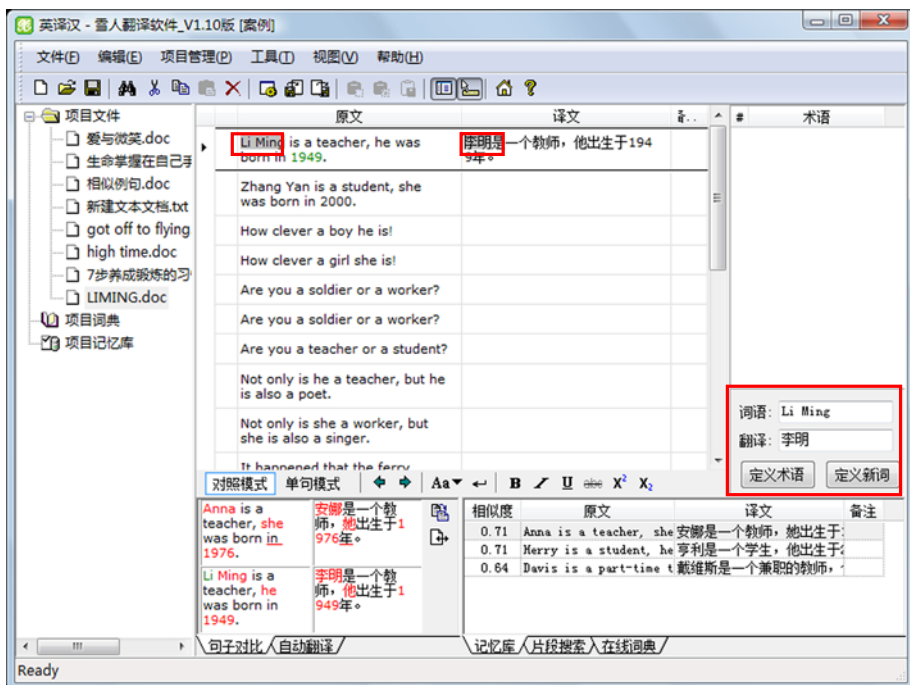 英译汉 - 雪人翻译软件_V1.10版 [案例]
文件(F) 编辑(E) 项目管理(P) 工具(T) 视图(V) 帮助(H)
项目文件
爱与微笑.doc
生命掌握在自己手
相似例句.doc
新建文本文档.txt
got off to flying
high time.doc
7步养成锻炼的习
LIMING.doc
项目词典
项目记忆库
原文 译文
Li Ming is a teacher, he was
born in 1949.
李明是一个教师，他出生于194
9年。
Zhang Yan is a student, she
was born in 2000.
How clever a boy he is!
How clever a girl she is!
Are you a soldier or a worker?
Are you a soldier or a worker?
Are you a teacher or a student?
Not only is he a teacher, but he
is also a poet.
Not only is she a worker, but
she is also a singer.
It happened that the ferry
# 术语
词语: Li Ming
翻译: 李明
定义术语 定义新词
对照模式 单句模式 Aa B I U abc X² X₂
Anna is a
teacher, she
was born in
1976.
安娜是一个教
师，她出生于1
976年。
Li Ming is a
teacher, he
was born in
1949.
李明是一个教
师，他出生于1
949年。
句子对比 自动翻译
相似度 原文 译文 备注
0.71 Anna is a teacher, she 安娜是一个教师，她出生于
0.71 Merry is a student, he 亨利是一个学生，他出生于
0.64 Davis is a part-time t 戴维斯是一个兼职的教师，
记忆库 片段搜索 在线词典
Ready